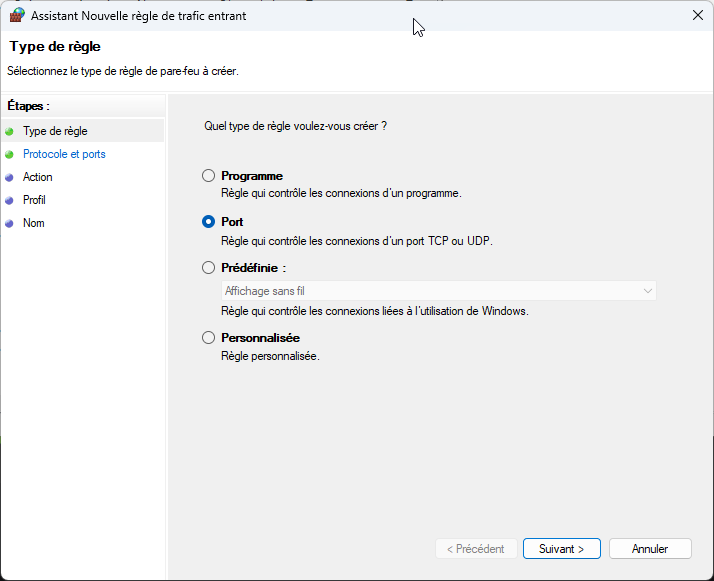 Assistant Nouvelle règle de trafic entrant
Type de règle
Sélectionnez le type de règle de pare-feu à créer.
Étapes :
Type de règle
Protocole et ports
Action
Profil
Nom
Quel type de règle voulez-vous créer ?
Programme
Règle qui contrôle les connexions d'un programme.
Port
Règle qui contrôle les connexions d'un port TCP ou UDP.
Prédéfinie :
Affichage sans fil
Règle qui contrôle les connexions liées à l'utilisation de Windows.
Personnalisée
Règle personnalisée.
< Précédent
Suivant >
Annuler